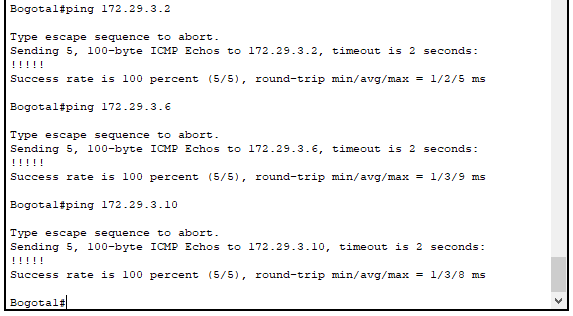 Bogota1#ping 172.29.3.2
Type escape sequence to abort.
Sending 5, 100-byte ICMP Echos to 172.29.3.2, timeout is 2 seconds:
!!!!!
Success rate is 100 percent (5/5), round-trip min/avg/max = 1/2/5 ms
Bogota1#ping 172.29.3.6
Type escape sequence to abort.
Sending 5, 100-byte ICMP Echos to 172.29.3.6, timeout is 2 seconds:
!!!!!
Success rate is 100 percent (5/5), round-trip min/avg/max = 1/3/9 ms
Bogota1#ping 172.29.3.10
Type escape sequence to abort.
Sending 5, 100-byte ICMP Echos to 172.29.3.10, timeout is 2 seconds:
!!!!!
Success rate is 100 percent (5/5), round-trip min/avg/max = 1/3/8 ms
Bogota1#